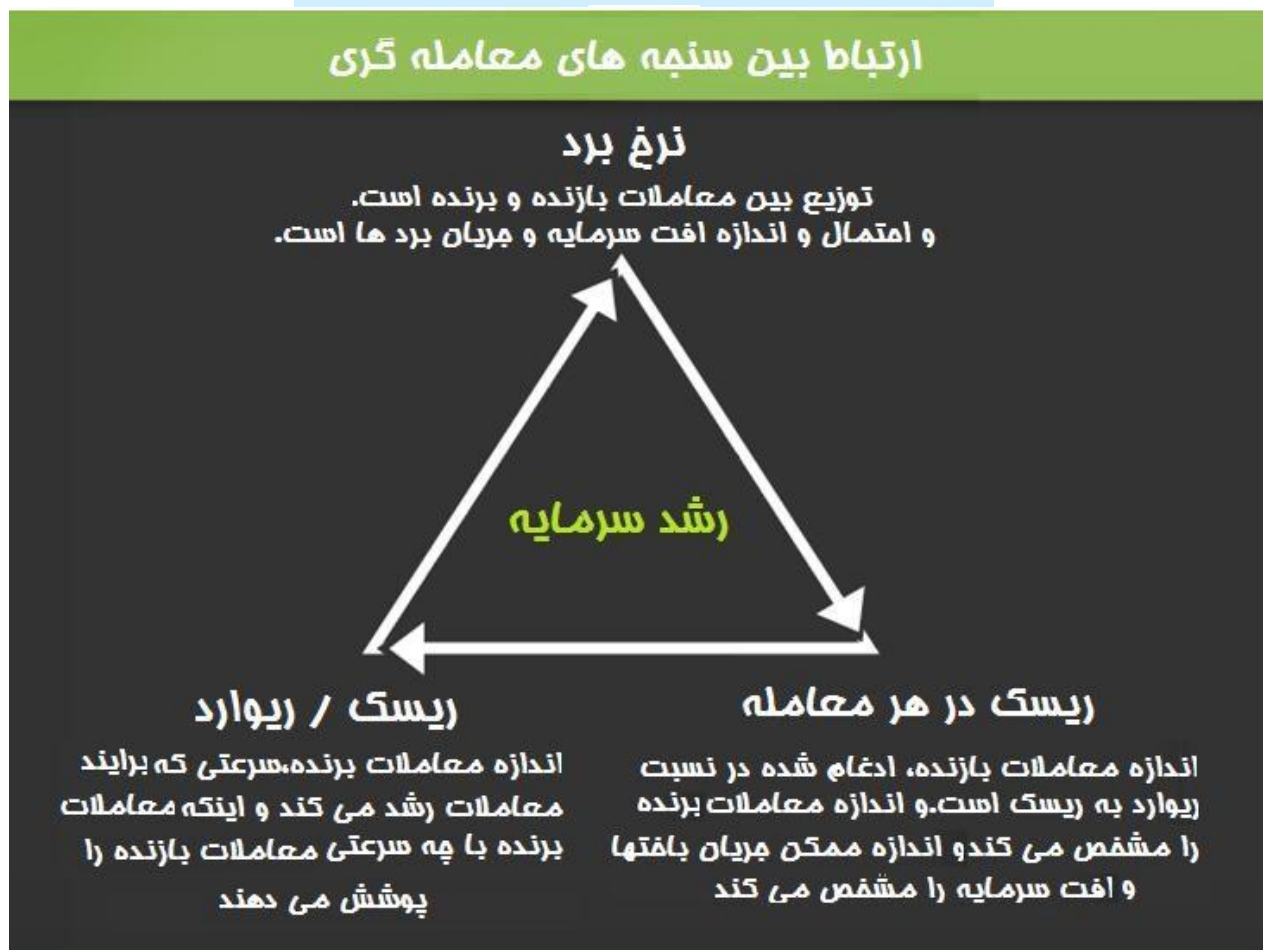 ارتباط بین سنجه های معامله گری
نرخ برد
توزیع بین معاملات بازنده و برنده است.
و احتمال و اندازه افت سرمایه و جریان برد ها است.
رشد سرمایه
ریسک در هر معامله
اندازه معاملات بازنده، ادغام شده در نسبت
ریوارد به ریسک است.و اندازه معاملات برنده
را مشخص می کندو اندازه ممکن جریان باختها
و افت سرمایه را مشخص می کند
ریسک / ریوارد
اندازه معاملات برنده،سرعتی که برایند
معاملات رشد می کند و اینکه معاملات
برنده با چه سرعتی معاملات بازنده را
پوشش می دهند